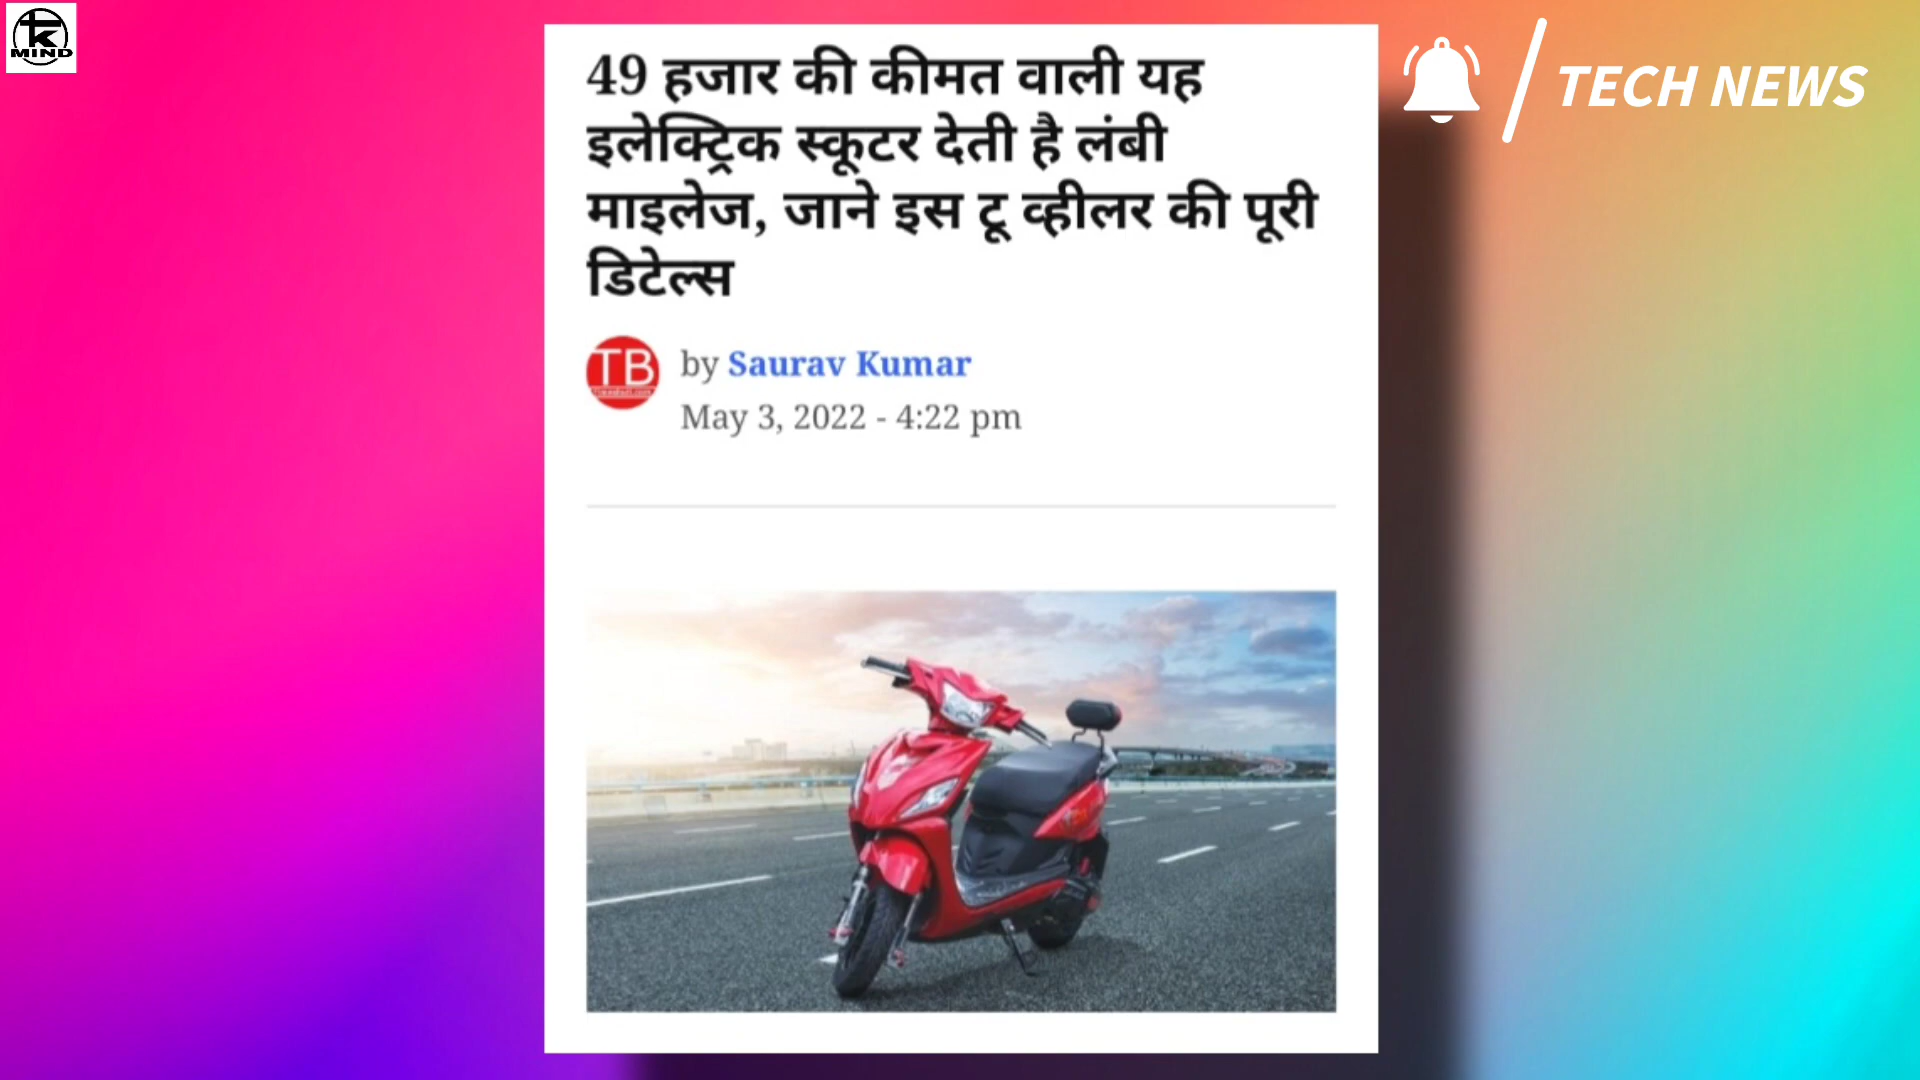 TK
MIND
TECH NEWS
49 हजार की कीमत वाली यह
इलेक्ट्रिक स्कूटर देती है लंबी
माइलेज, जाने इस टू व्हीलर की पूरी
डिटेल्स
TB
by Saurav Kumar
May 3, 2022 - 4:22 pm